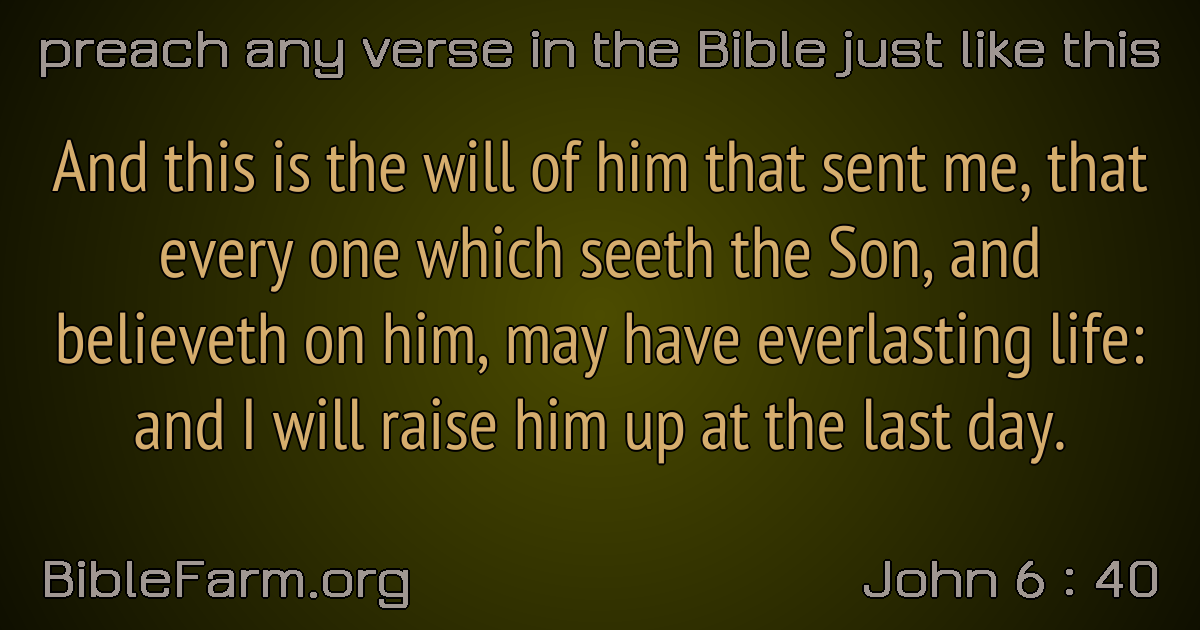 preach any verse in the Bible just like this
And this is the will of him that sent me, that
every one which seeth the Son, and
believeth on him, may have everlasting life:
and I will raise him up at the last day.
BibleFarm.org
John 6 : 40